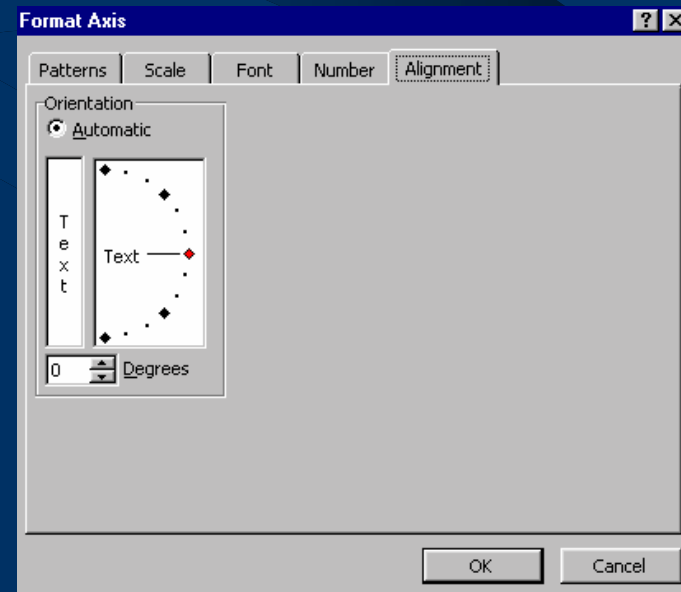 Format Axis
Patterns Scale Font Number Alignment
Orientation
Automatic
T
e
x
t
Text
0 Degrees
OK Cancel